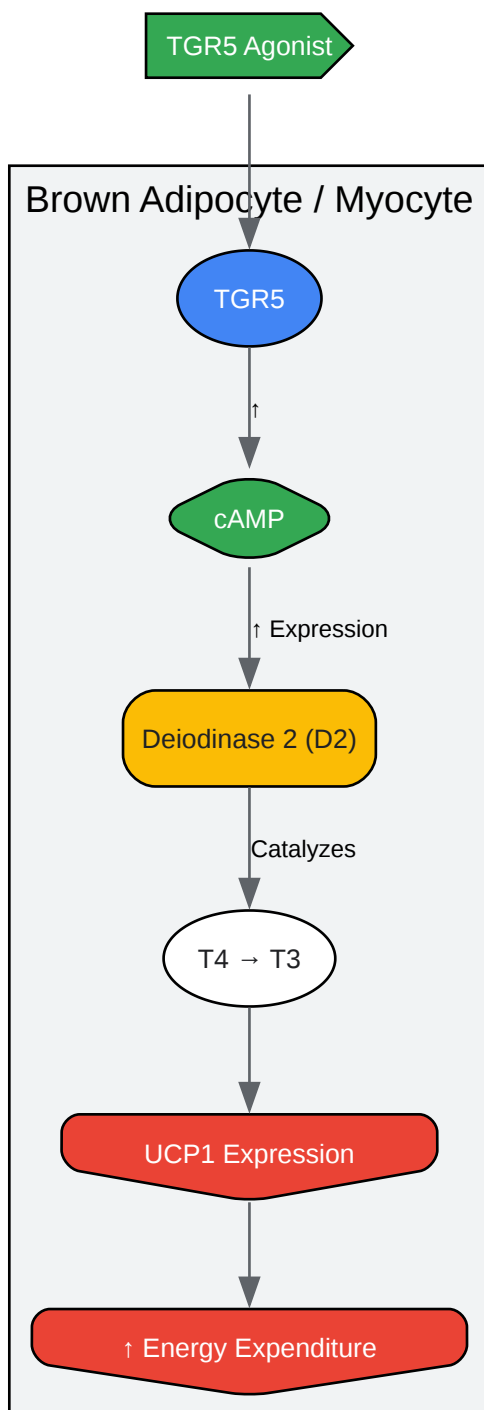 TGR5 Agonist
Brown Adipocyte / Myocyte
TGR5
↑
cAMP
↑ Expression
Deiodinase 2 (D2)
Catalyzes
T4 → T3
UCP1 Expression
↑ Energy Expenditure